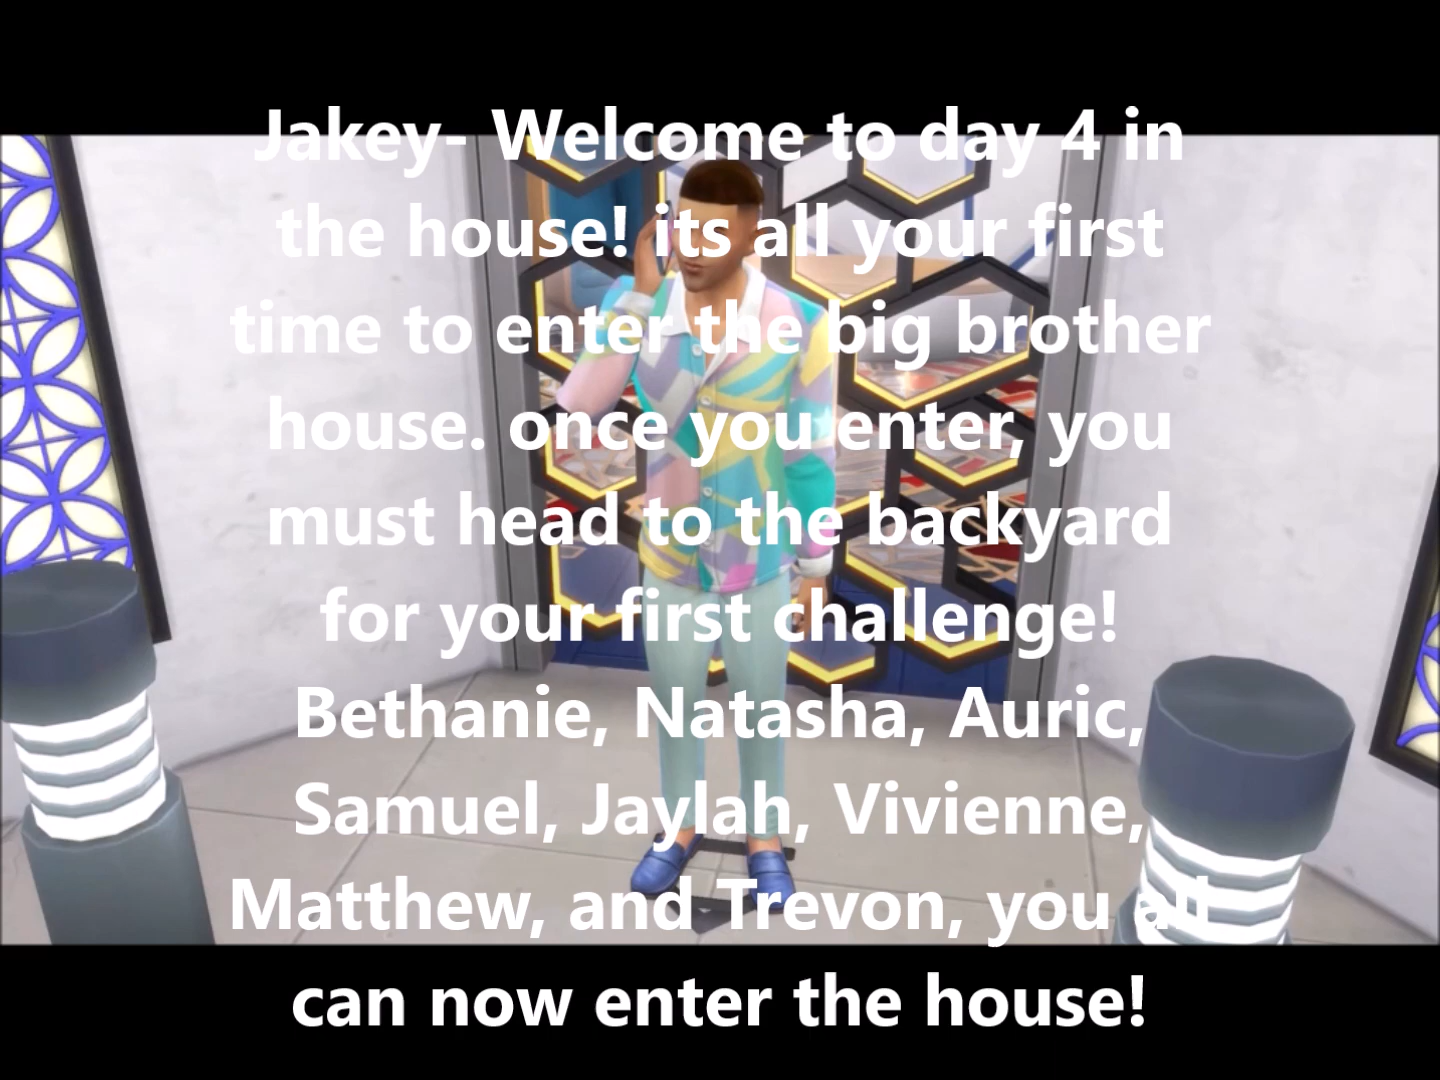 Jakey- Welcome to day 4 in
the house! its all your first
time to enter the big brother
house. once you enter, you
must head to the backyard
for your first challenge!
Bethanie, Natasha, Auric,
Samuel, Jaylah, Vivienne,
Matthew, and Trevon, you all
can now enter the house!